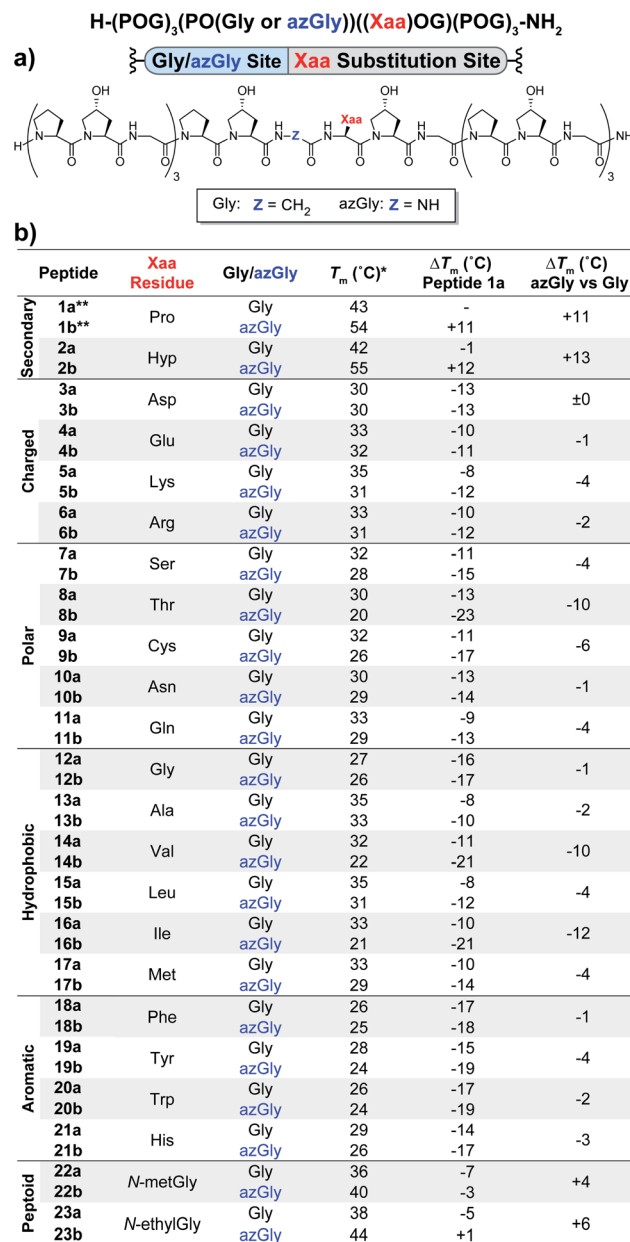 H-(POG)3(PO(Gly or azGly))((Xaa)OG)(POG)3-NH2
a)
Gly/azGly Site Xaa Substitution Site
OH OH Xaa OH OH
H N N O HN O 3 N O N O HN Z O HN O N O HN O N O N O HN O 3 NH
Gly: Z = CH2 azGly: Z = NH
b)
Peptide Xaa Residue Gly/azGly Tm (˚C)* ΔTm (˚C) Peptide 1a ΔTm (˚C) azGly vs Gly
Secondary
1a** Pro Gly 43 - +11
1b** azGly 54 +11
2a Hyp Gly 42 -1 +13
2b azGly 55 +12
Charged
3a Asp Gly 30 -13 ±0
3b azGly 30 -13
4a Glu Gly 33 -10 -1
4b azGly 32 -11
5a Lys Gly 35 -8 -4
5b azGly 31 -12
6a Arg Gly 33 -10 -2
6b azGly 31 -12
Polar
7a Ser Gly 32 -11 -4
7b azGly 28 -15
8a Thr Gly 30 -13 -10
8b azGly 20 -23
9a Cys Gly 32 -11 -6
9b azGly 26 -17
10a Asn Gly 30 -13 -1
10b azGly 29 -14
11a Gln Gly 33 -9 -4
11b azGly 29 -13
Hydrophobic
12a Gly Gly 27 -16 -1
12b azGly 26 -17
13a Ala Gly 35 -8 -2
13b azGly 33 -10
14a Val Gly 32 -11 -10
14b azGly 22 -21
15a Leu Gly 35 -8 -4
15b azGly 31 -12
16a Ile Gly 33 -10 -12
16b azGly 21 -21
17a Met Gly 33 -10 -4
17b azGly 29 -14
Aromatic
18a Phe Gly 26 -17 -1
18b azGly 25 -18
19a Tyr Gly 28 -15 -4
19b azGly 24 -19
20a Trp Gly 26 -17 -2
20b azGly 24 -19
21a His Gly 29 -14 -3
21b azGly 26 -17
Peptoid
22a N-metGly Gly 36 -7 +4
22b azGly 40 -3
23a N-ethylGly Gly 38 -5 +6
23b azGly 44 +1